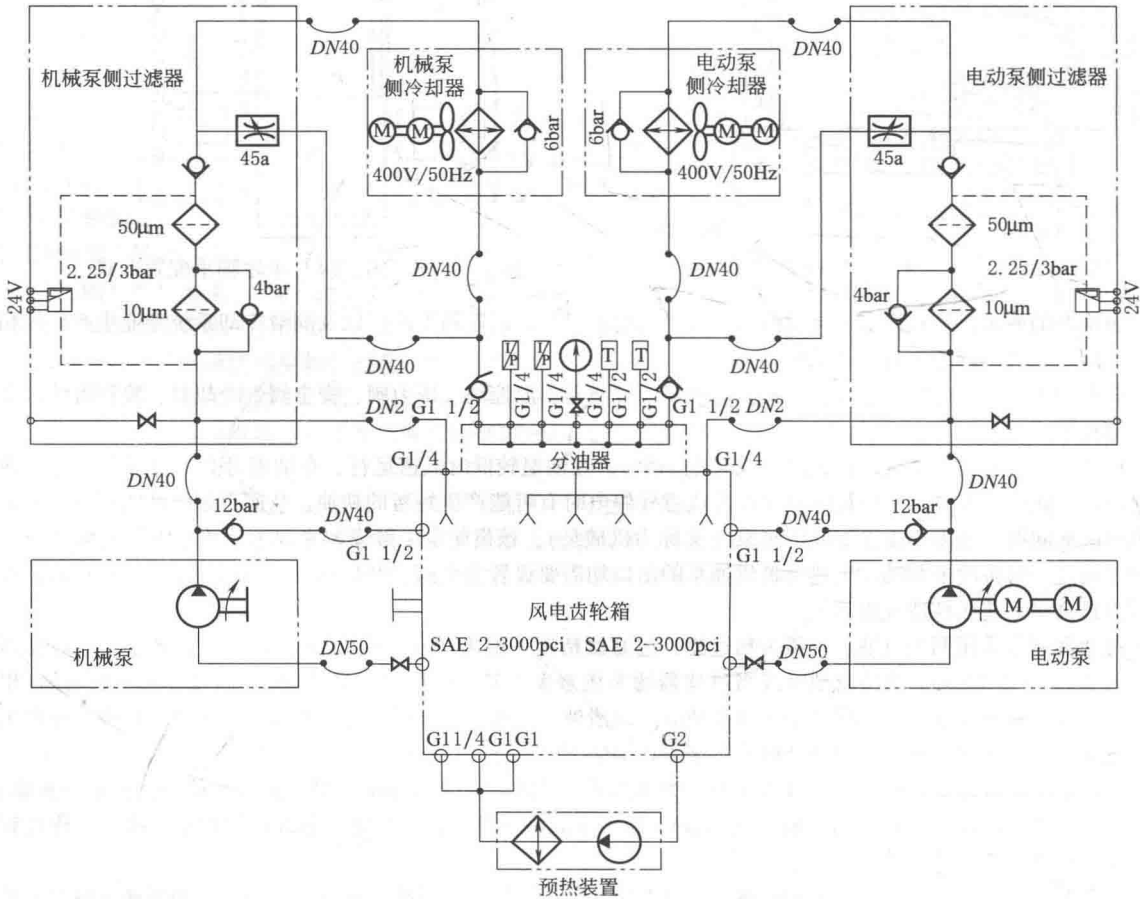 DN40
DN40
机械泵侧过滤器
机械泵
侧冷却器
电动泵
侧冷却器
电动泵侧过滤器
M
M
6bar
6bar
M
M
45a
400V/50Hz
400V/50Hz
45a
50μm
50μm
DN40
DN40
2.25/3bar
2.25/3bar
24V
4bar
4bar
24V
10μm
10μm
DN40
P
P
T
T
DN40
G1/4
G1/4
G1/4
G1/2
G1/2
DN2
G1 1/2
G1 1/2
DN2
分油器
G1/4
G1/4
DN40
DN40
12bar
DN40
DN40
12bar
G1 1/2
G1 1/2
风电齿轮箱
M
M
机械泵
DN50
SAE 2-3000pc1
SAE 2-3000pc1
DN50
电动泵
G11/4
G1G1
G2
预热装置